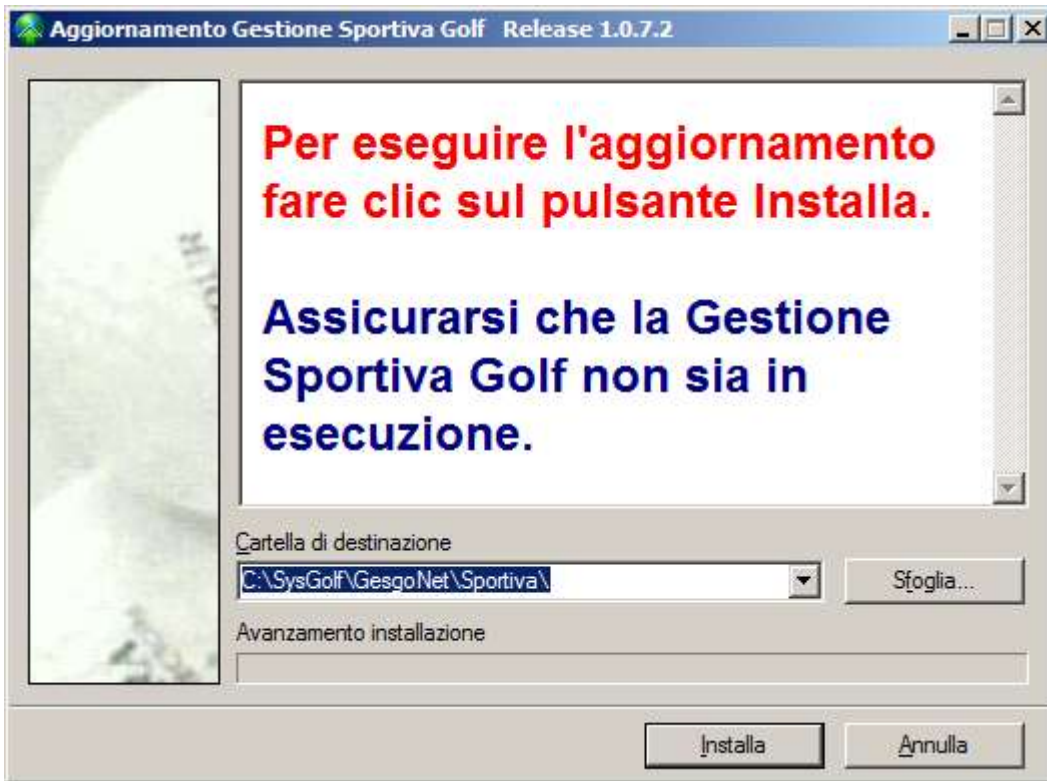 Aggiornamento Gestione Sportiva Golf Release 1.0.7.2
Per eseguire l'aggiornamento
fare clic sul pulsante Installa.
Assicurarsi che la Gestione
Sportiva Golf non sia in
esecuzione.
Cartella di destinazione
C:\SysGolf\GesgoNet\Sportiva\
Sfoglia...
Avanzamento installazione
Installa
Annulla